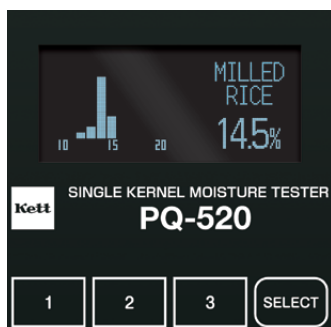 MILLED
RICE
14.5%
10 15 20
Kett
SINGLE KERNEL MOISTURE TESTER
PQ-520
1 2 3 SELECT